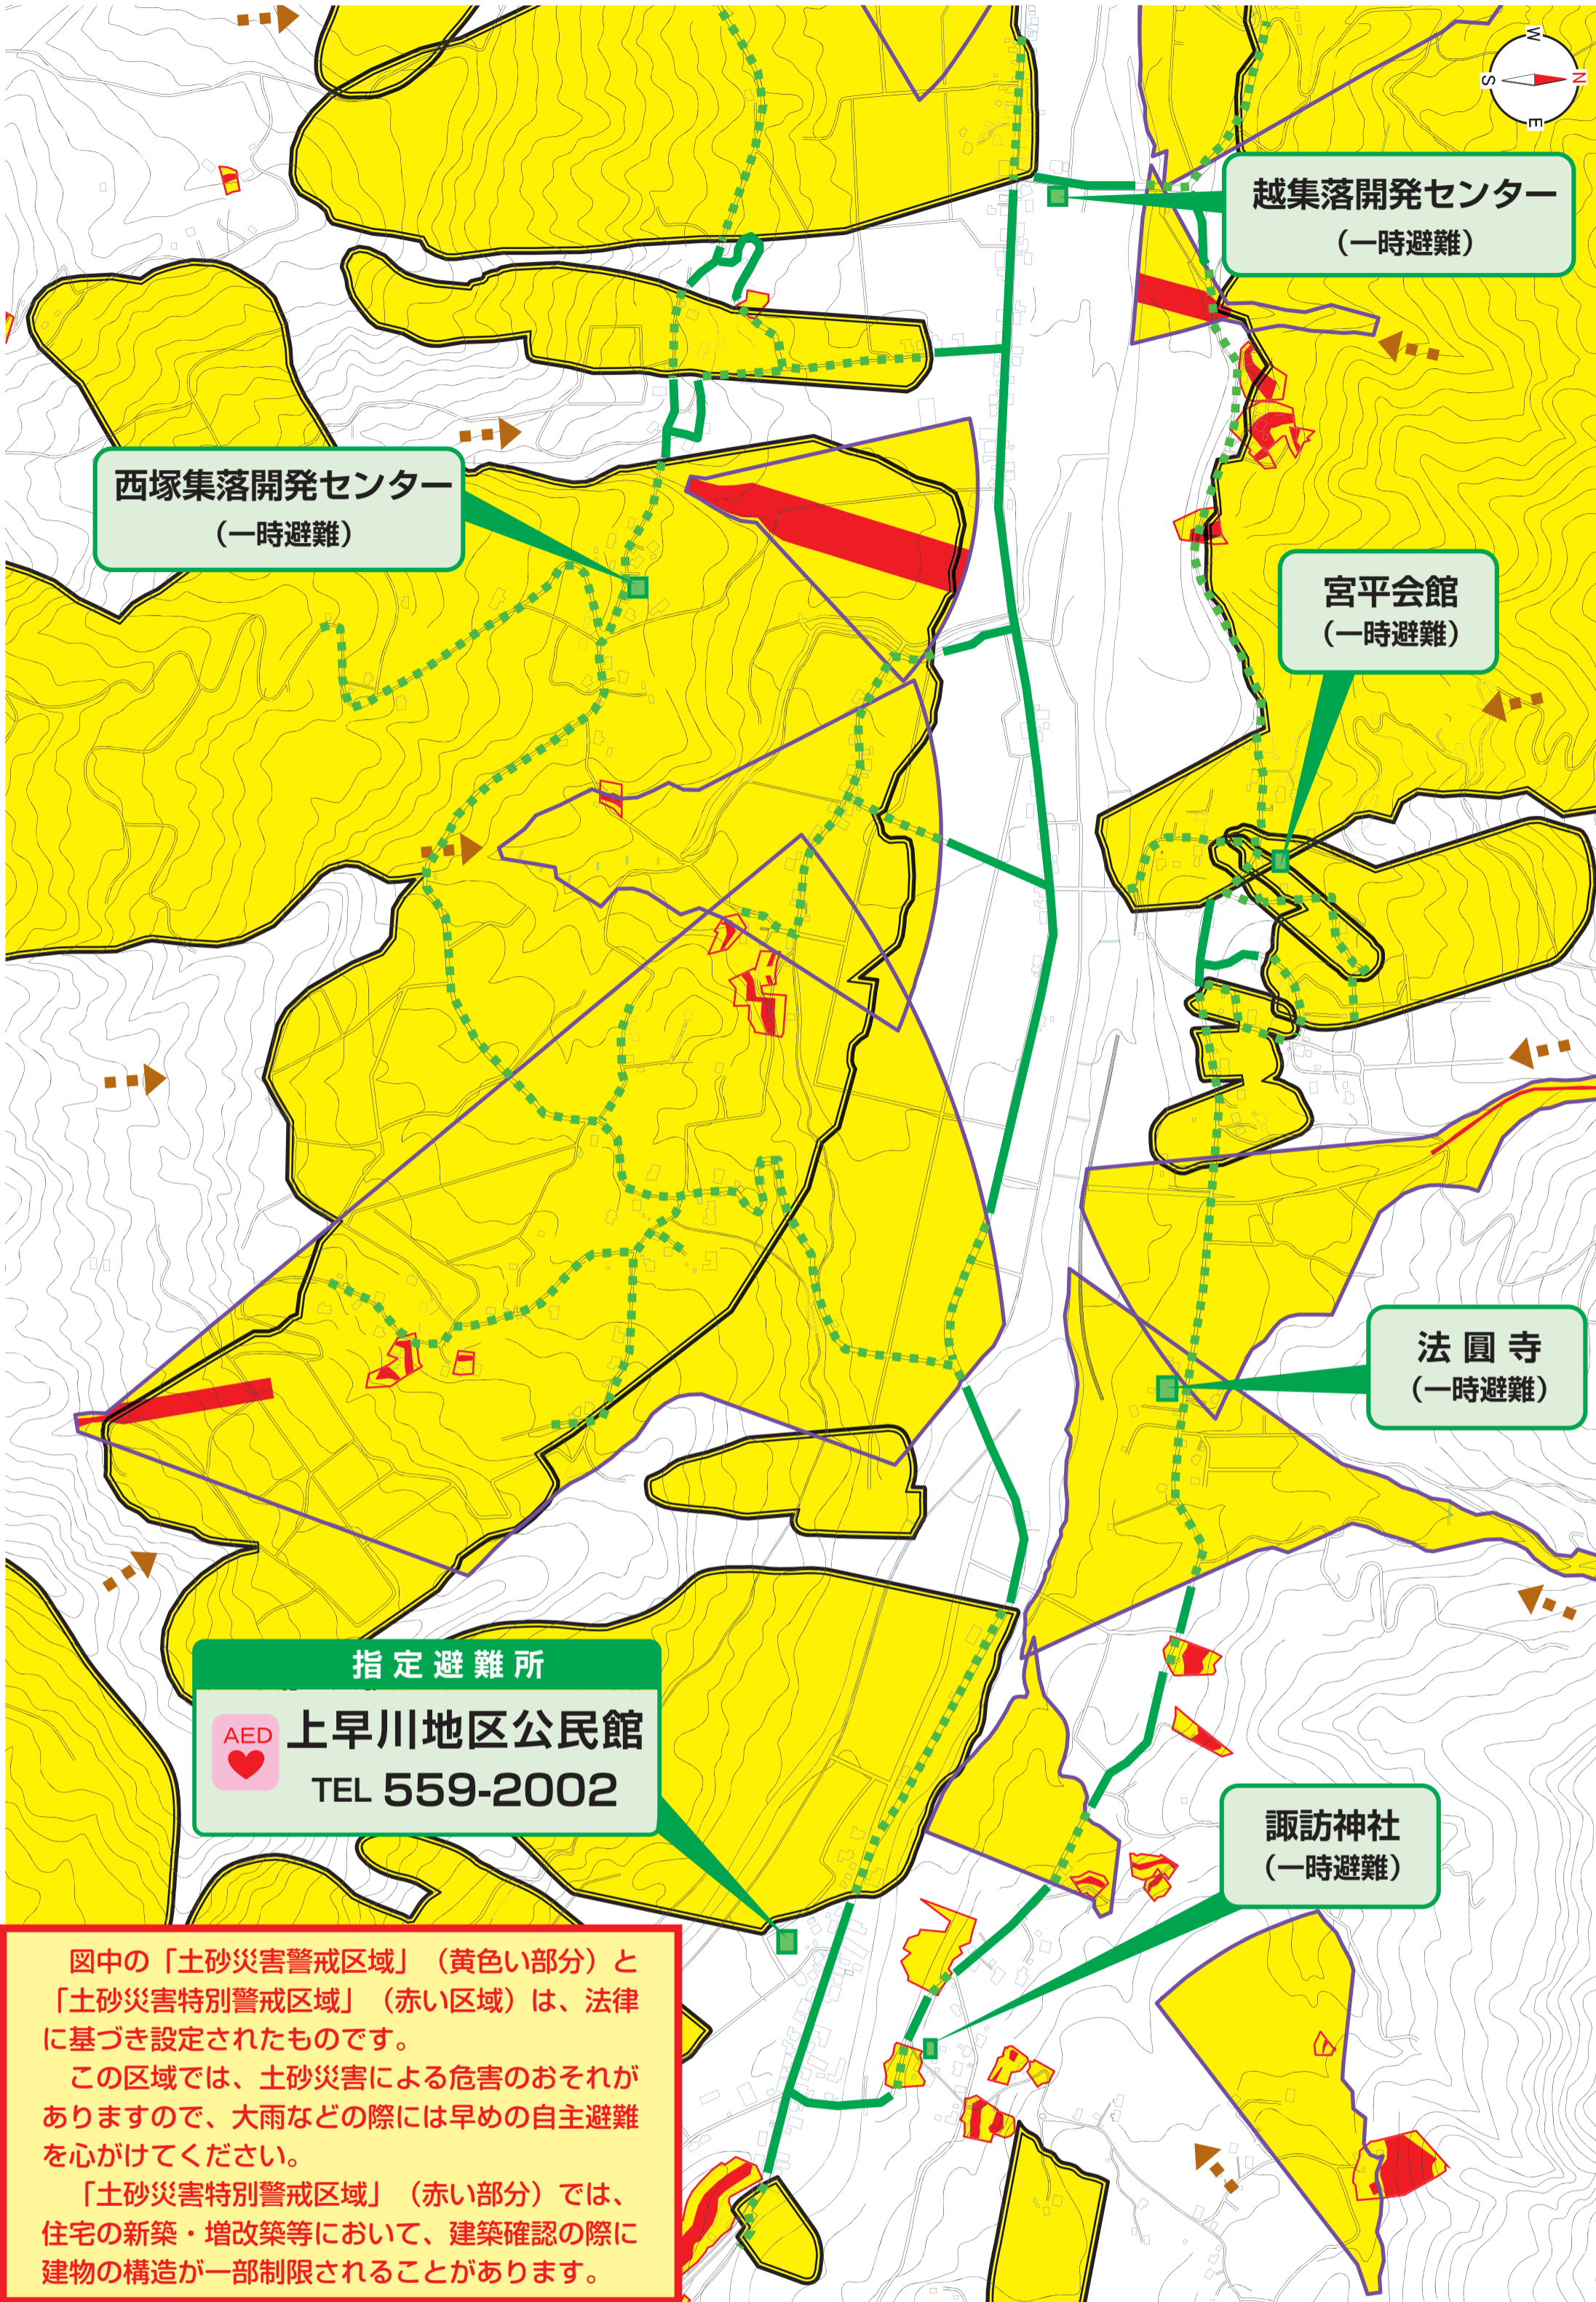 W
N
S
E
越集落開発センター
（一時避難）
西塚集落開発センター
（一時避難）
宮平会館
（一時避難）
法圓寺
（一時避難）
指定避難所
AED
上早川地区公民館
TEL 559-2002
諏訪神社
（一時避難）
図中の「土砂災害警戒区域」（黄色い部分）と
「土砂災害特別警戒区域」（赤い区域）は、法律
に基づき設定されたものです。
この区域では、土砂災害による危害のおそれが
ありますので、大雨などの際には早めの自主避難
を心がけてください。
「土砂災害特別警戒区域」（赤い部分）では、
住宅の新築・増改築等において、建築確認の際に
建物の構造が一部制限されることがあります。